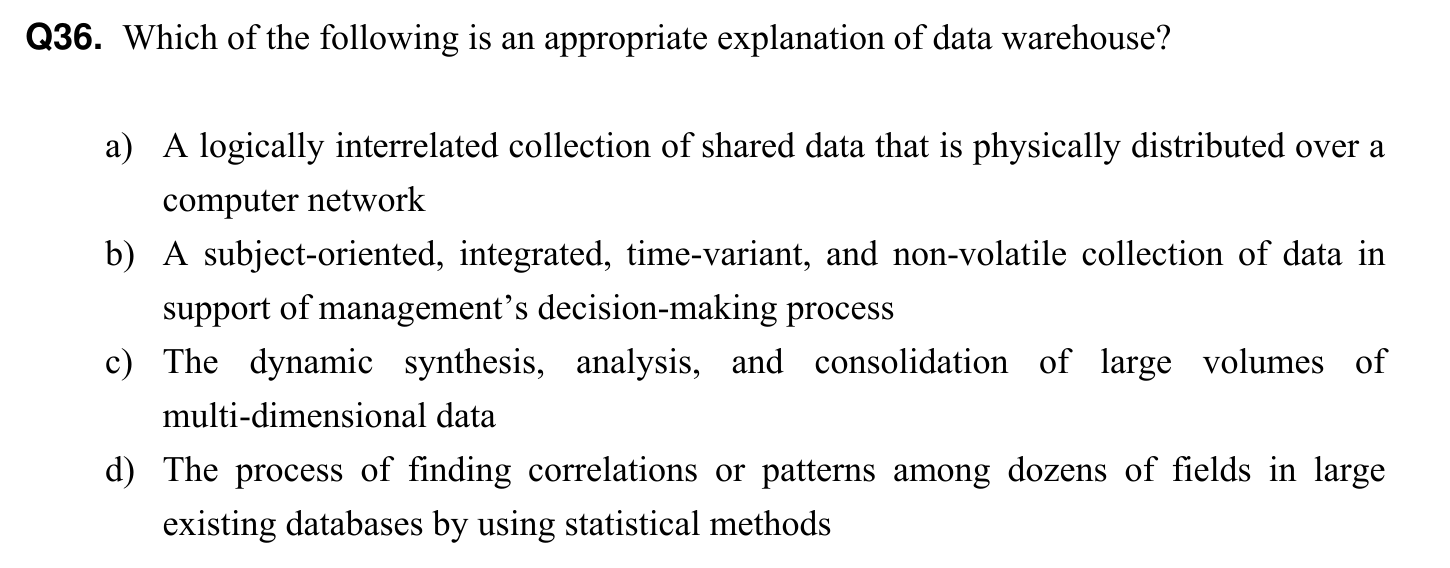 Q36. Which of the following is an appropriate explanation of data warehouse?
a) A logically interrelated collection of shared data that is physically distributed over a
computer network
b) A subject-oriented, integrated, time-variant, and non-volatile collection of data in
support of management’s decision-making process
c) The dynamic synthesis, analysis, and consolidation of large volumes of
multi-dimensional data
d) The process of finding correlations or patterns among dozens of fields in large
existing databases by using statistical methods